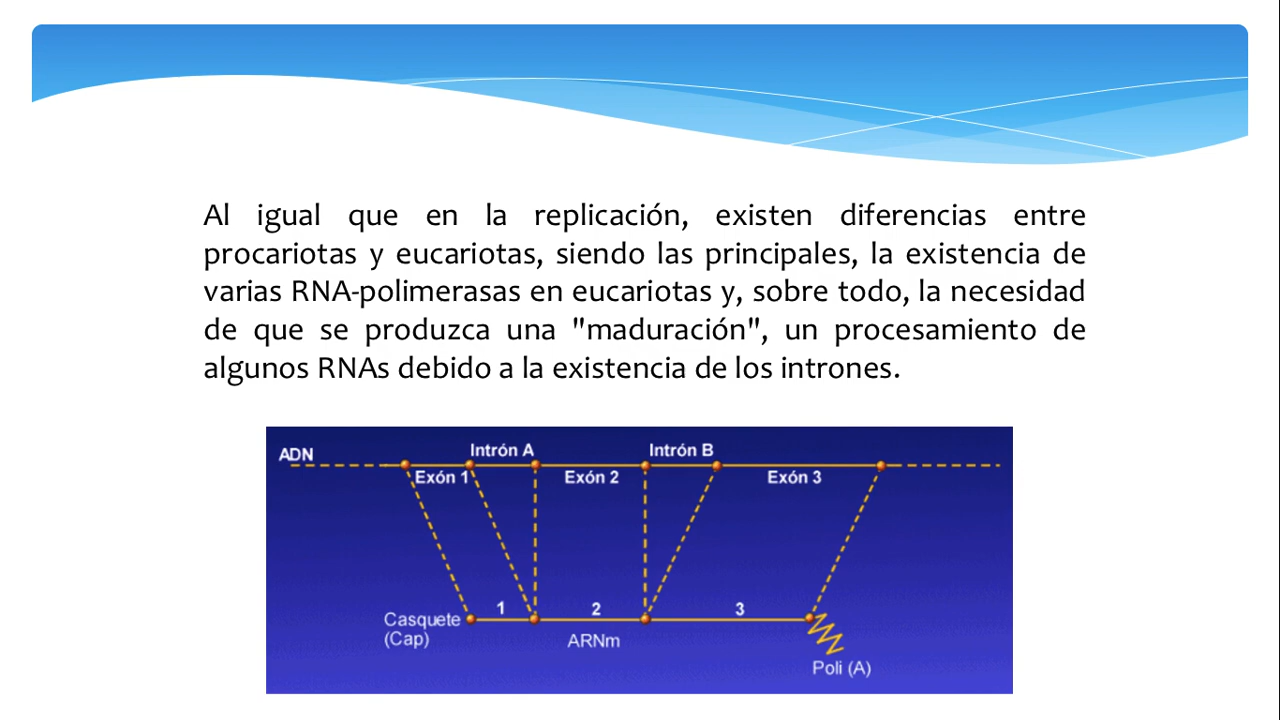 Al igual que en la replicación, existen diferencias entre
procariotas y eucariotas, siendo las principales, la existencia de
varias RNA-polimerasas en eucariotas y, sobre todo, la necesidad
de que se produzca una "maduración", un procesamiento de
algunos RNAs debido a la existencia de los intrones.
ADN
Intrón A
Intrón B
Exón 1
Exón 2
Exón 3
1
2
3
Casquete
(Cap)
ARNm
Poli (A)